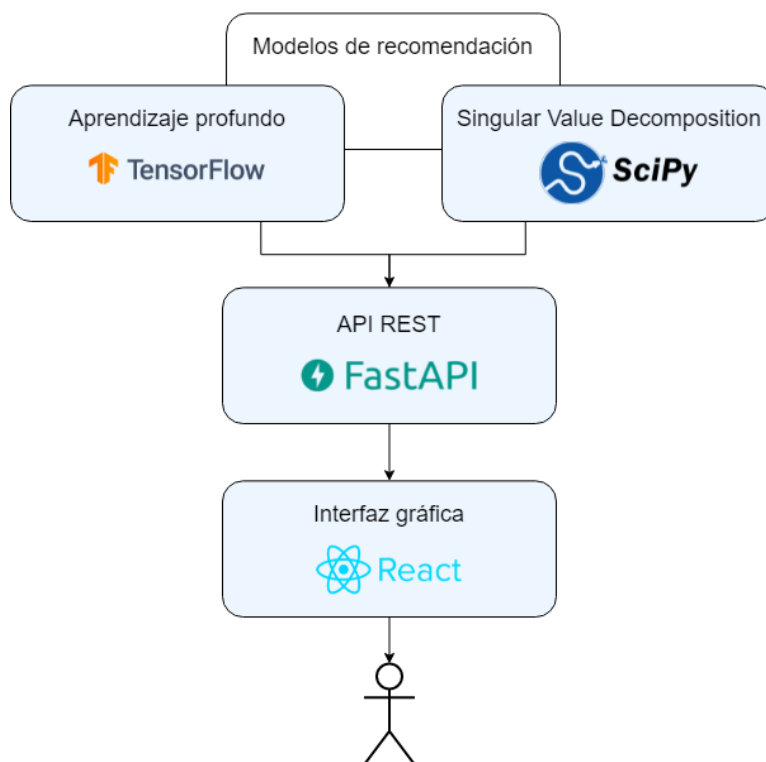 Modelos de recomendación
Aprendizaje profundo
TensorFlow
Singular Value Decomposition
SciPy
API REST
FastAPI
Interfaz gráfica
React